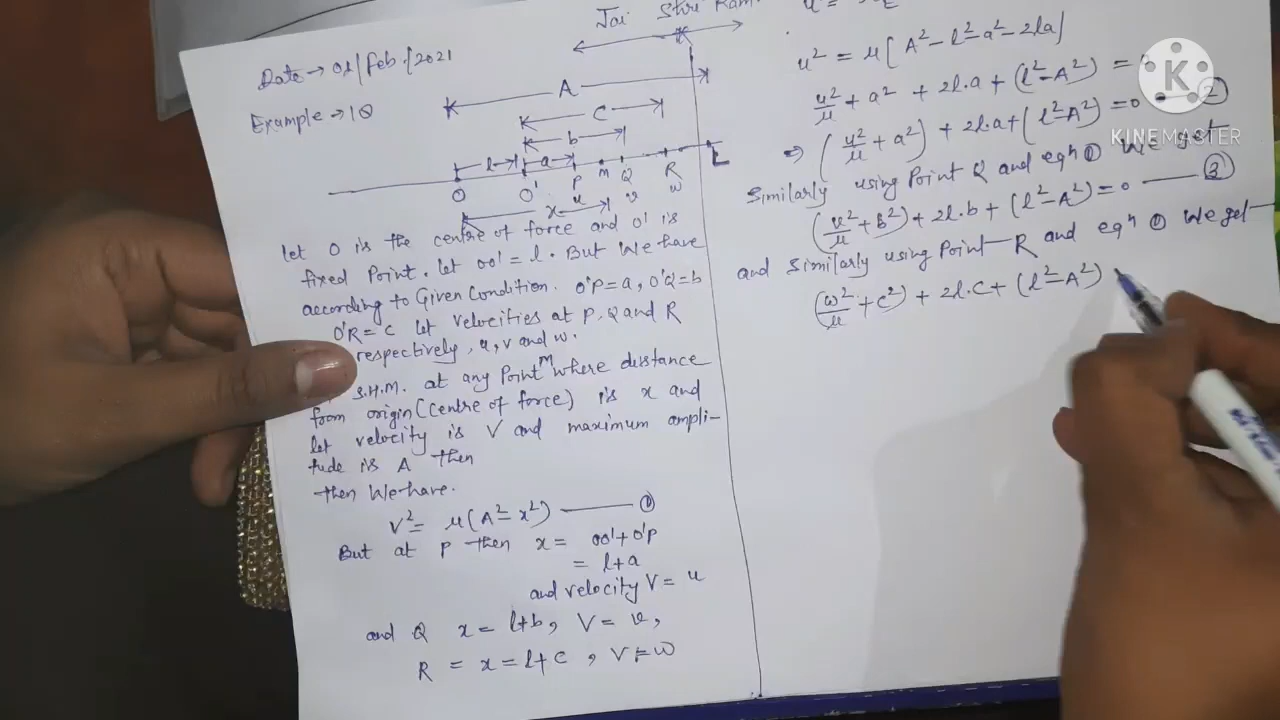 Jai Shri Ram
Date → 01/Feb./2021
Example → 10
A
C
b
l a
O O' P M Q R L
u v w
x
let O is the centre of force and O' is
fixed Point. let OO' = l. But We have
according to Given Condition. O'P = a, O'Q = b
O'R = C let velocities at P, Q and R
respectively, u, v and w.
S.H.M. at any Point M where distance
from origin (centre of force) is x and
let velocity is V and maximum ampli-
tude is A then
then We have.
V² = μ(A² - x²) —— ①
But at P then x = OO' + O'P
= l + a
and velocity V = u
and Q x = l+b, V = v,
R = x = l + c, V = w
u² = μ[A² - l² - a² - 2la]
u²/μ + a² + 2l.a + (l² - A²) =
⇒ (u²/μ + a²) + 2l.a + (l² - A²) = 0 — ②
Similarly using Point Q and eqn ① We get
(v²/μ + b²) + 2l.b + (l² - A²) = 0 —— ③
and Similarly using Point R and eqn ① We get
(w²/μ + c²) + 2l.c + (l² - A²)
K
KINEMASTER